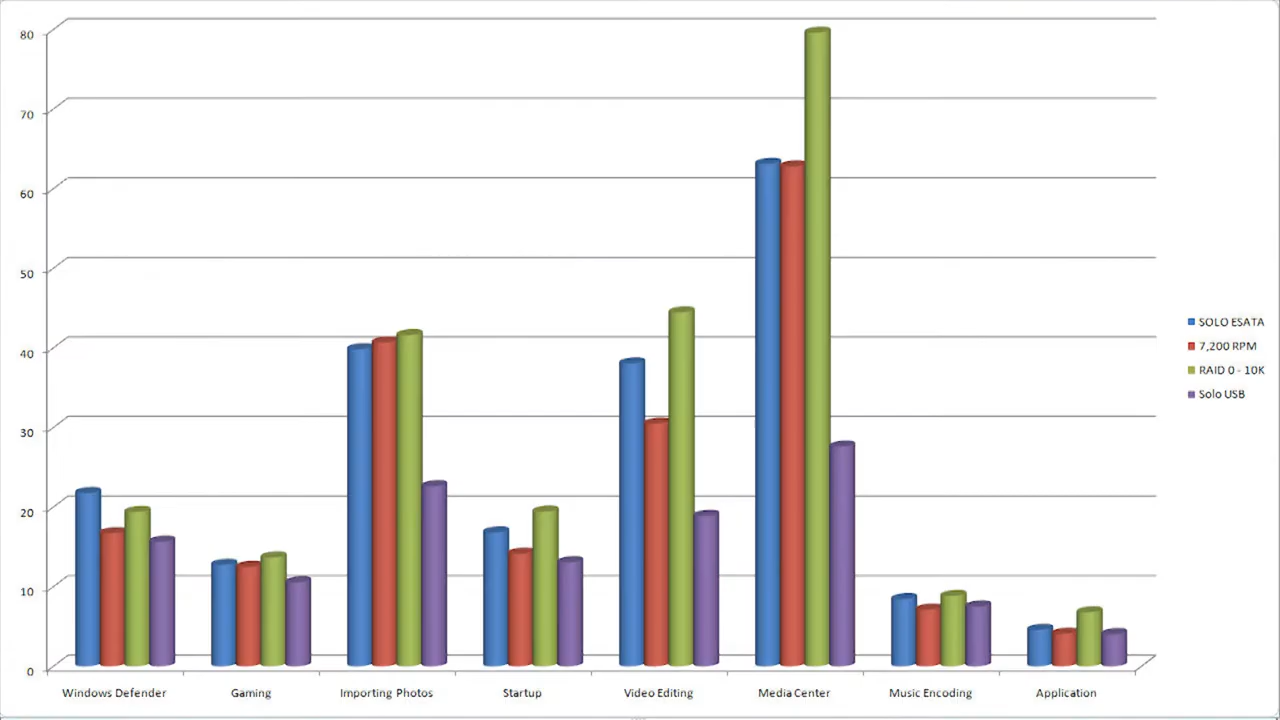 80
70
60
50
40
30
20
10
0
Windows Defender
Gaming
Importing Photos
Startup
Video Editing
Media Center
Music Encoding
Application
SOLO ESATA
7,200 RPM
RAID 0 - 10K
Solo USB